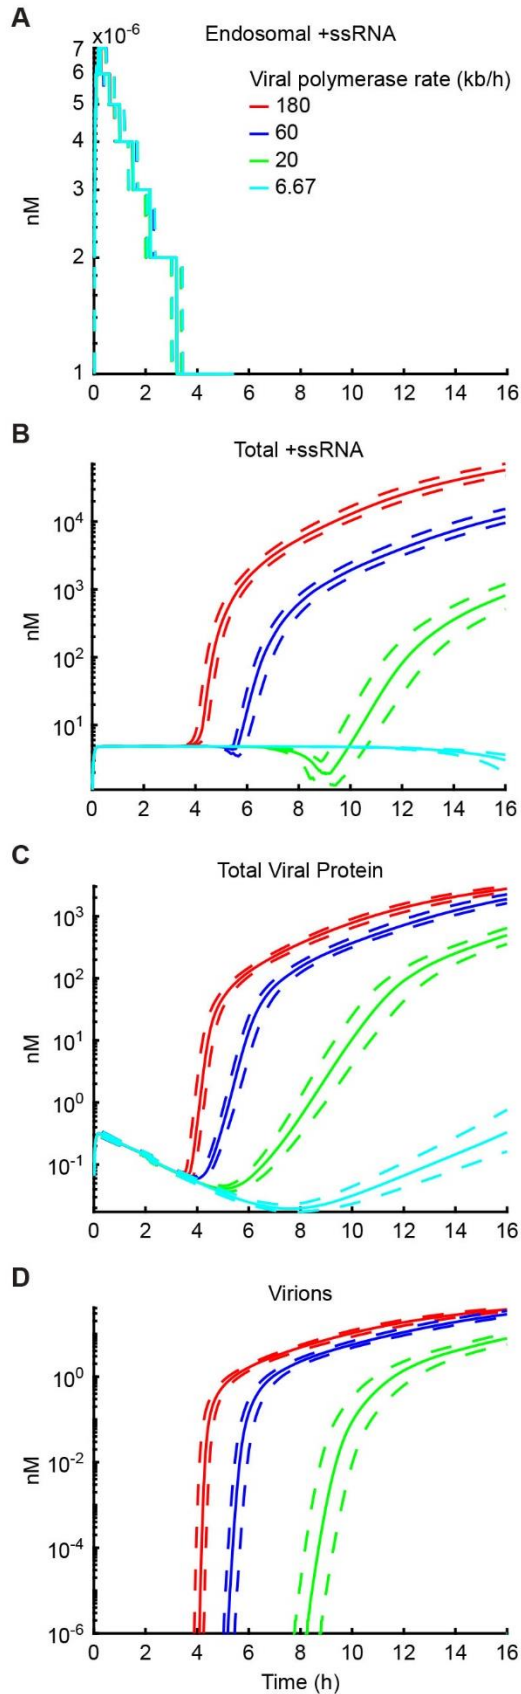 A
x10⁻⁶
Endosomal +ssRNA
Viral polymerase rate (kb/h)
180
60
20
6.67
7
6
5
4
3
2
1
nM
0 2 4 6 8 10 12 14 16
B
Total +ssRNA
10⁴
10³
10²
10¹
nM
0 2 4 6 8 10 12 14 16
C
Total Viral Protein
10³
10²
10¹
10⁰
10⁻¹
nM
0 2 4 6 8 10 12 14 16
D
Virions
10⁰
10⁻²
10⁻⁴
10⁻⁶
nM
0 2 4 6 8 10 12 14 16
Time (h)